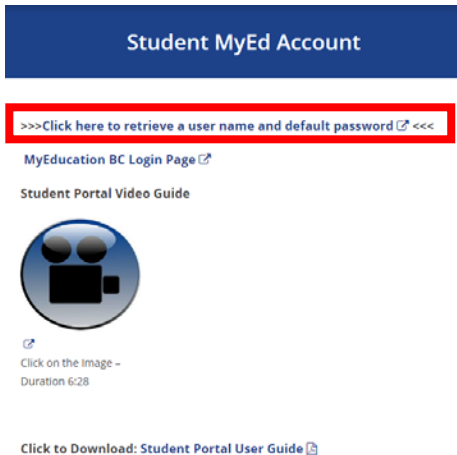 Student MyEd Account
>>>Click here to retrieve a user name and default password <<<
MyEducation BC Login Page
Student Portal Video Guide
Click on the Image –
Duration 6:28
Click to Download: Student Portal User Guide